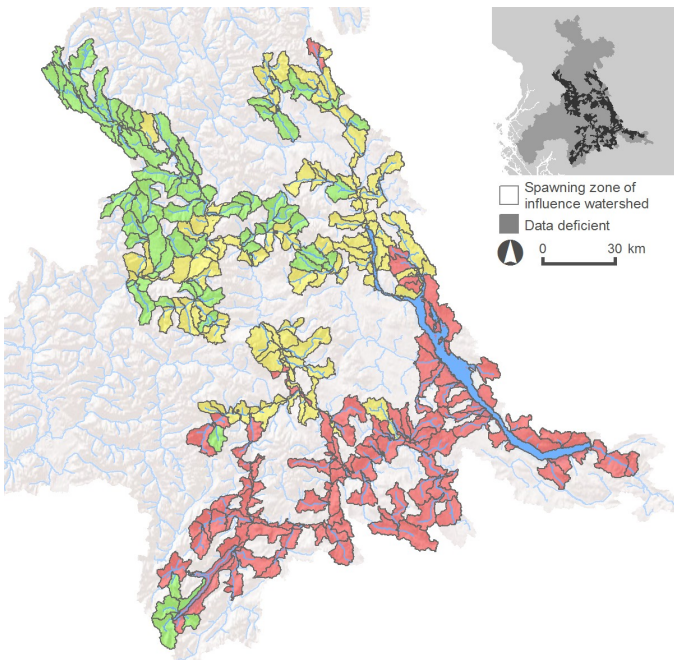 Spawning zone of
influence watershed
Data deficient
0 30 km